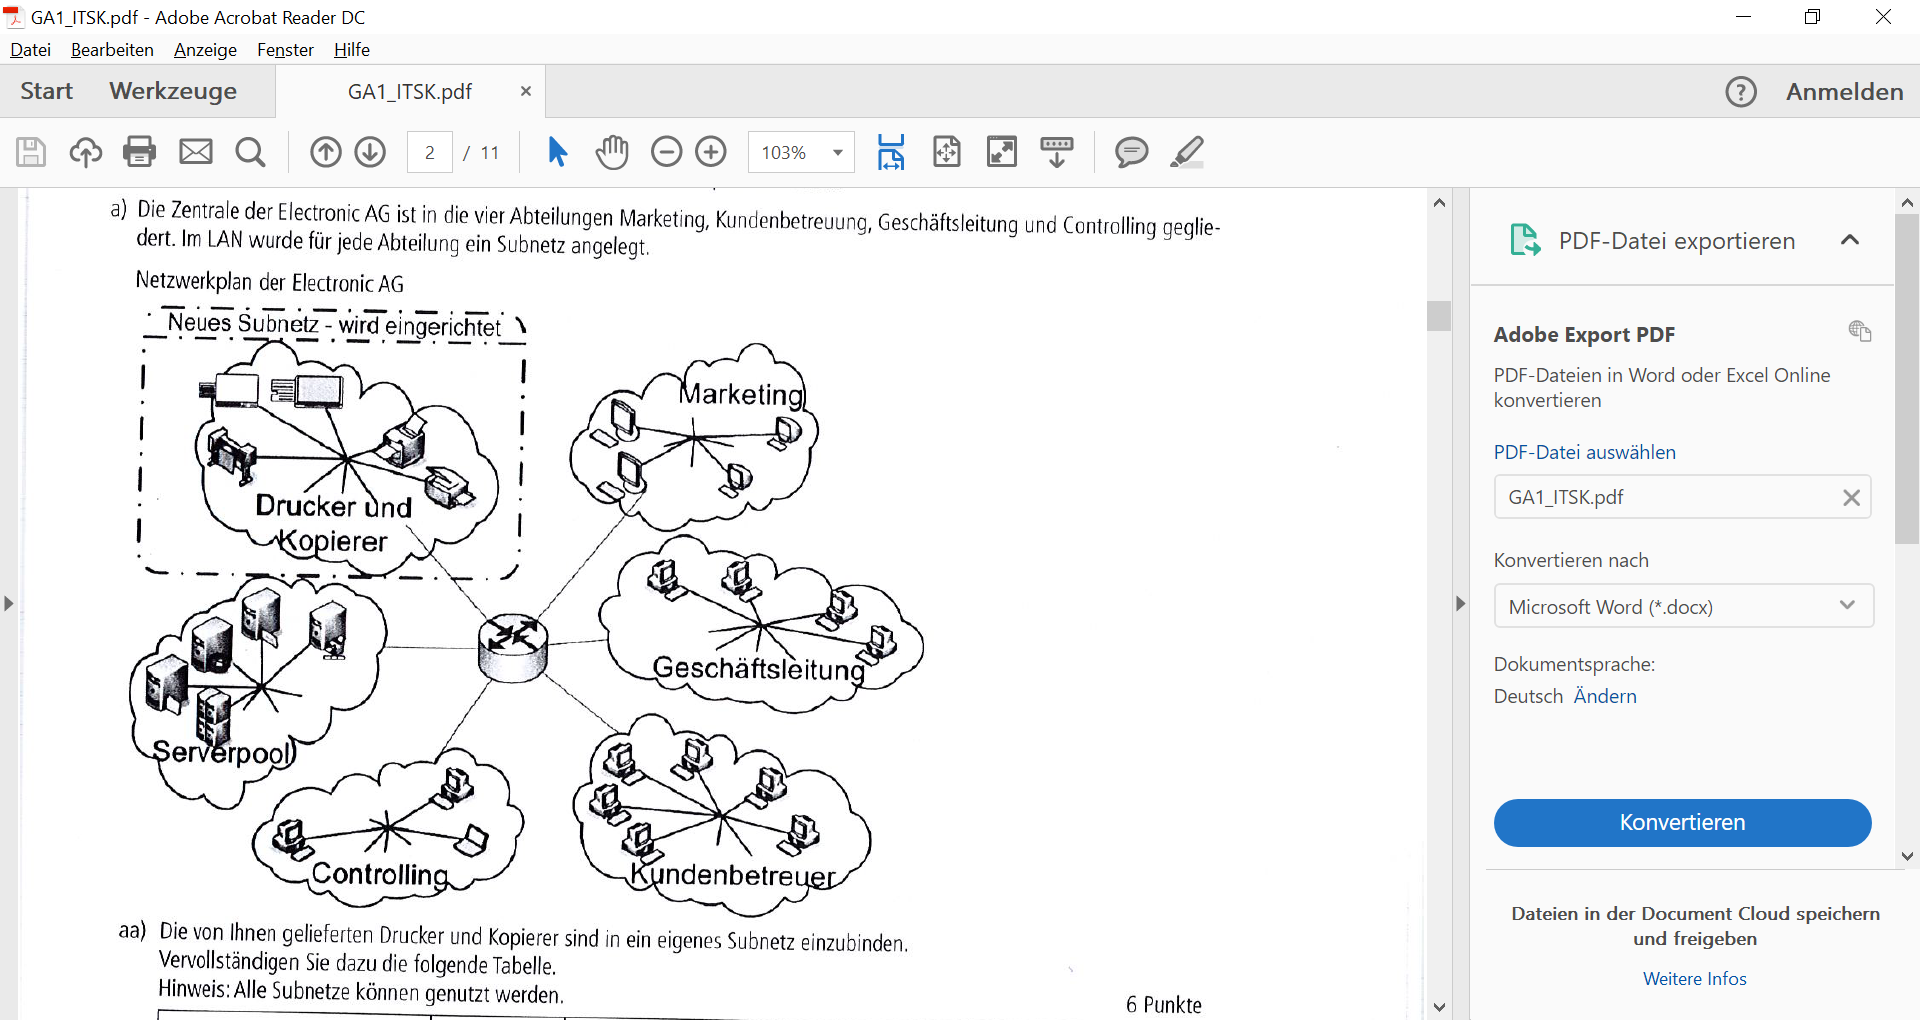 GA1_ITSK.pdf - Adobe Acrobat Reader DC
Datei Bearbeiten Anzeige Fenster Hilfe
Start Werkzeuge GA1_ITSK.pdf × ? Anmelden
2 / 11 103%
a) Die Zentrale der Electronic AG ist in die vier Abteilungen Marketing, Kundenbetreuung, Geschäftsleitung und Controlling geglie-
dert. Im LAN wurde für jede Abteilung ein Subnetz angelegt.
Netzwerkplan der Electronic AG
Neues Subnetz - wird eingerichtet
Drucker und
Kopierer
Marketing
Geschäftsleitung
Serverpool
Controlling
Kundenbetreuer
aa) Die von Ihnen gelieferten Drucker und Kopierer sind in ein eigenes Subnetz einzubinden.
Vervollständigen Sie dazu die folgende Tabelle.
Hinweis: Alle Subnetze können genutzt werden.
6 Punkte
PDF-Datei exportieren
Adobe Export PDF
PDF-Dateien in Word oder Excel Online
konvertieren
PDF-Datei auswählen
GA1_ITSK.pdf
Konvertieren nach
Microsoft Word (*.docx)
Dokumentsprache:
Deutsch Ändern
Konvertieren
Dateien in der Document Cloud speichern
und freigeben
Weitere Infos